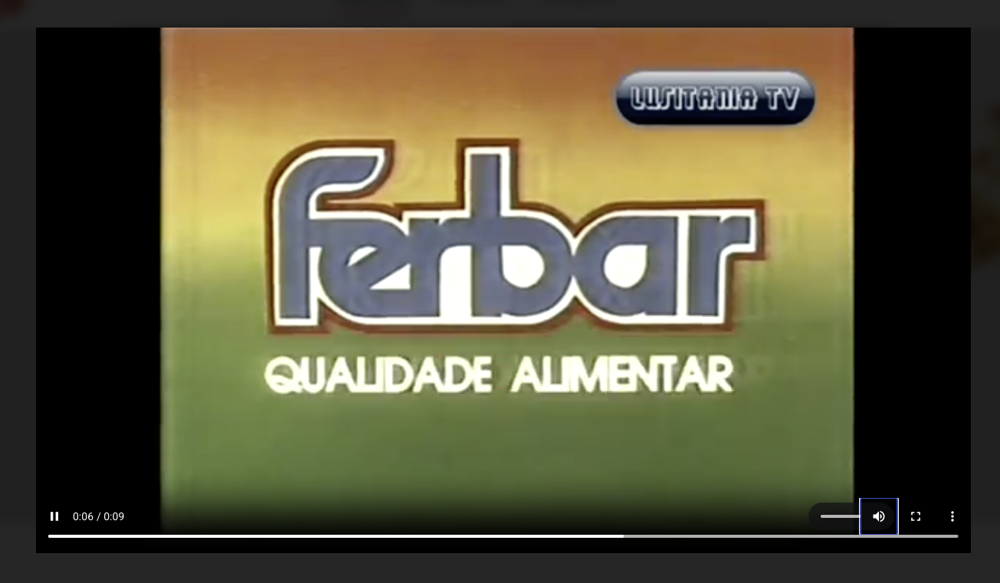 LUSITANIA TV
ferbar
QUALIDADE ALIMENTAR
0:06 / 0:09